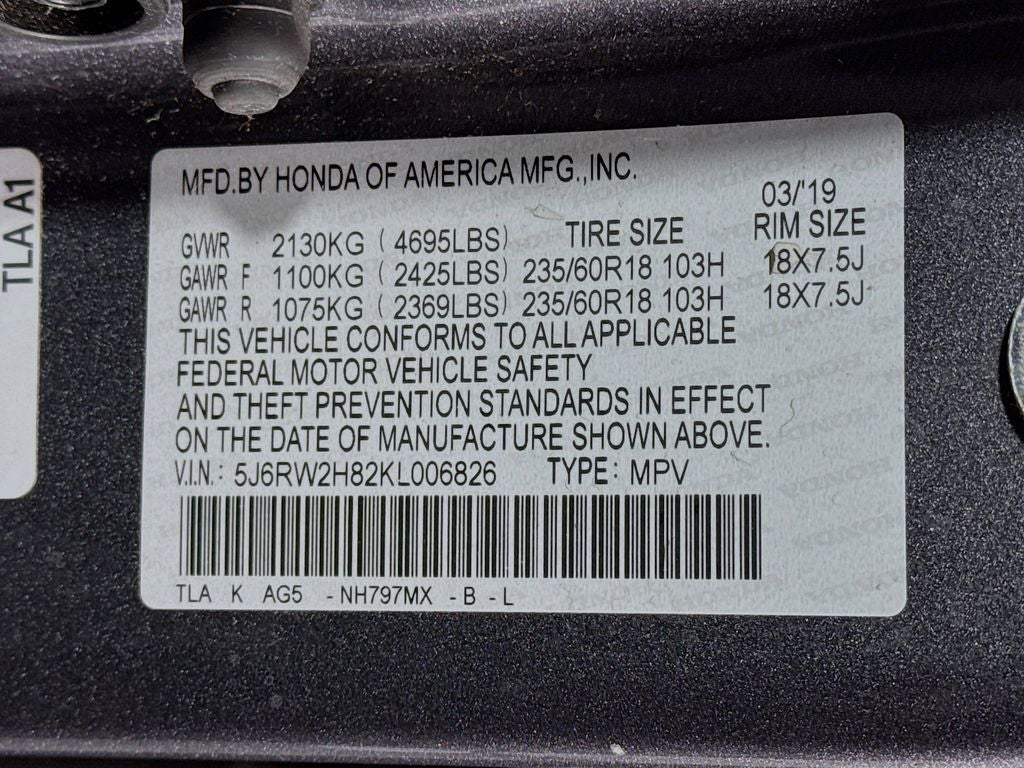 TLA A1
MFD.BY HONDA OF AMERICA MFG.,INC.
03/'19
GVWR 2130KG ( 4695LBS) TIRE SIZE RIM SIZE
GAWR F 1100KG (2425LBS) 235/60R18 103H 18X7.5J
GAWR R 1075KG (2369LBS) 235/60R18 103H 18X7.5J
THIS VEHICLE CONFORMS TO ALL APPLICABLE
FEDERAL MOTOR VEHICLE SAFETY
AND THEFT PREVENTION STANDARDS IN EFFECT
ON THE DATE OF MANUFACTURE SHOWN ABOVE.
V.I.N.: 5J6RW2H82KL006826 TYPE: MPV
TLA K AG5 -NH797MX -B -L